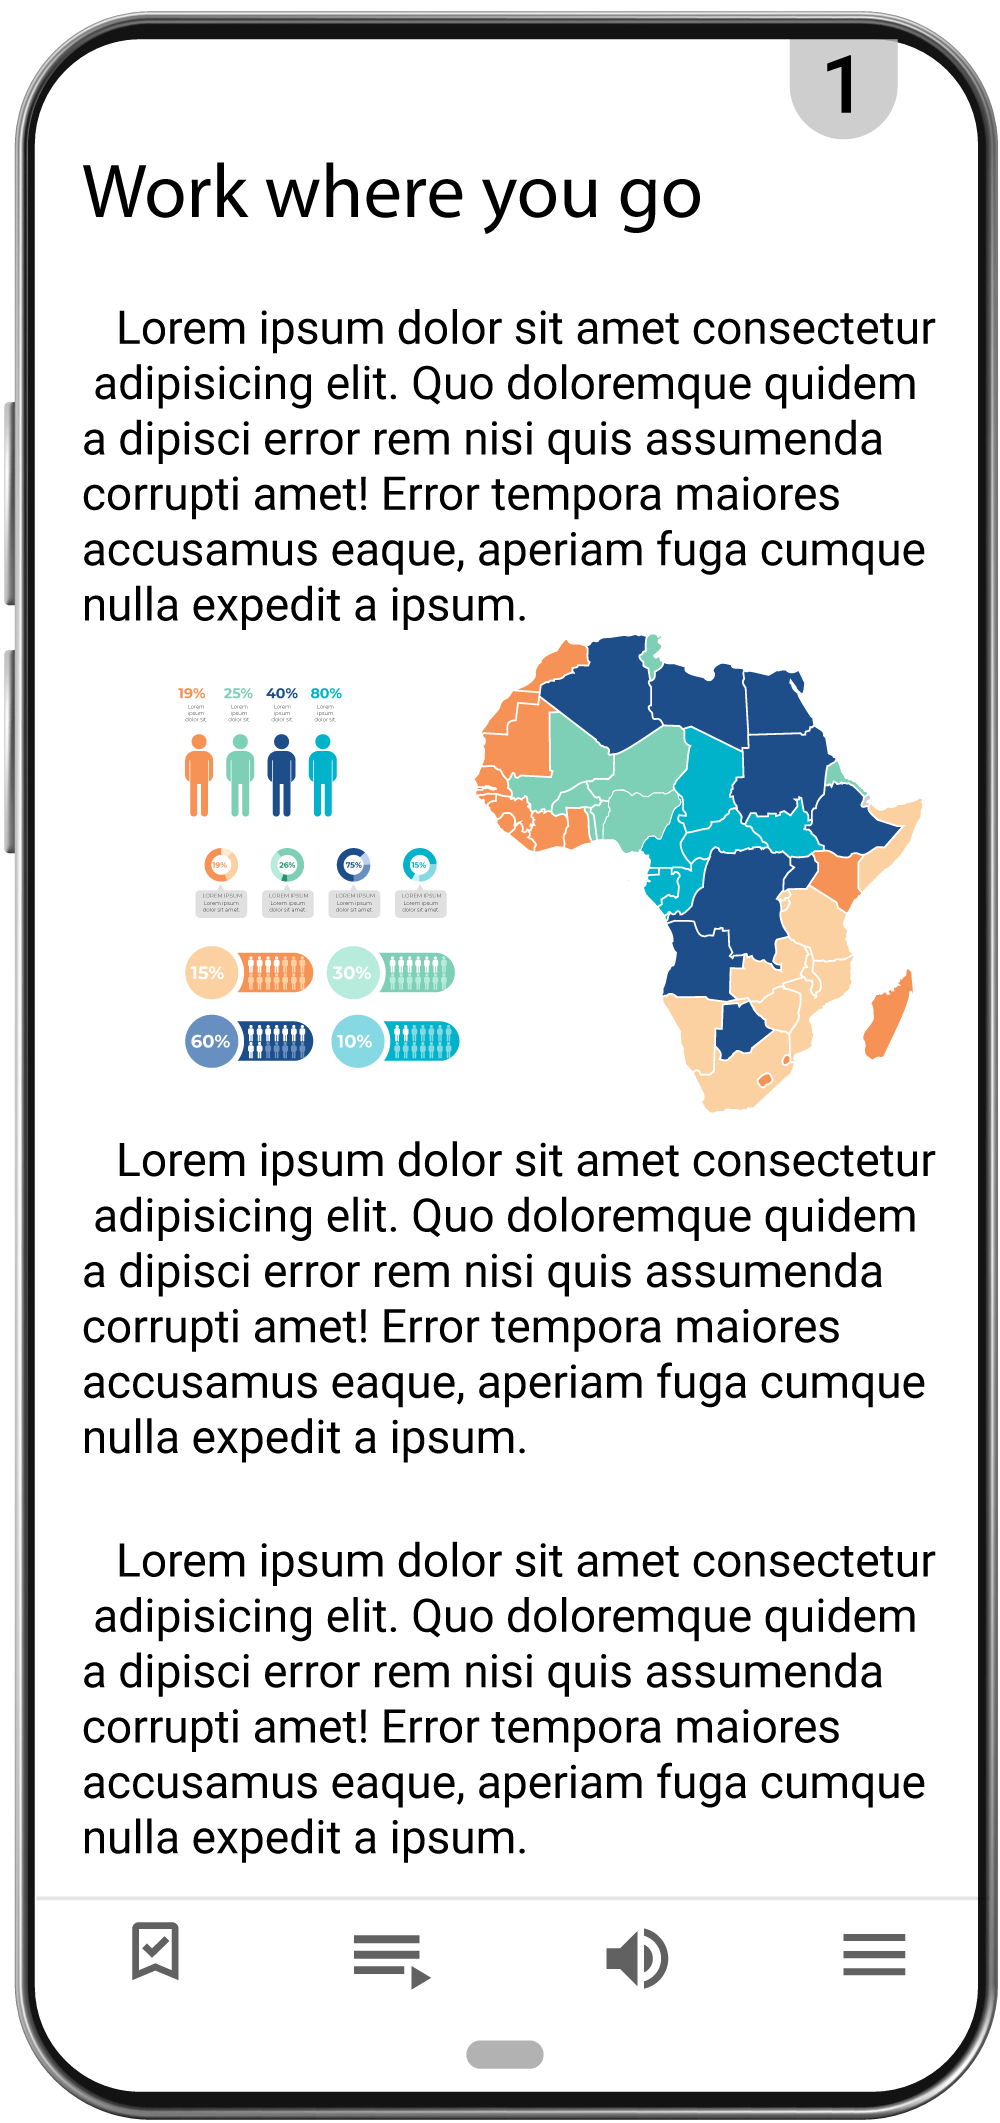 1
Work where you go
Lorem ipsum dolor sit amet consectetur
adipisicing elit. Quo doloremque quidem
a dipisci error rem nisi quis assumenda
corrupti amet! Error tempora maiores
accusamus eaque, aperiam fuga cumque
nulla expedit a ipsum.
19% 25% 40% 80%
Lorem Lorem Lorem Lorem
ipsum ipsum ipsum ipsum
dolor sit. dolor sit. dolor sit. dolor sit.
19% 26% 75% 15%
LOREM IPSUM LOREM IPSUM LOREM IPSUM LOREM IPSUM
Lorem ipsum Lorem ipsum Lorem ipsum Lorem ipsum
dolor sit amet. dolor sit amet. dolor sit amet. dolor sit amet.
15% 30%
60% 10%
Lorem ipsum dolor sit amet consectetur
adipisicing elit. Quo doloremque quidem
a dipisci error rem nisi quis assumenda
corrupti amet! Error tempora maiores
accusamus eaque, aperiam fuga cumque
nulla expedit a ipsum.
Lorem ipsum dolor sit amet consectetur
adipisicing elit. Quo doloremque quidem
a dipisci error rem nisi quis assumenda
corrupti amet! Error tempora maiores
accusamus eaque, aperiam fuga cumque
nulla expedit a ipsum.